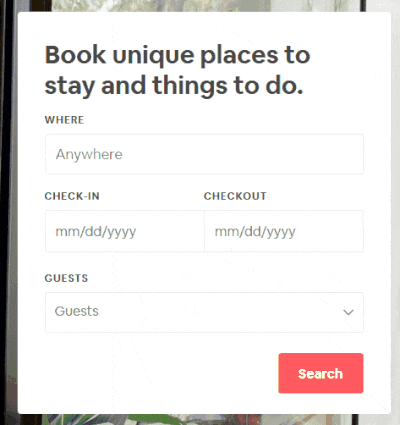 Book unique places to
stay and things to do.
WHERE
Anywhere
CHECK-IN CHECKOUT
mm/dd/yyyy mm/dd/yyyy
GUESTS
Guests
Search